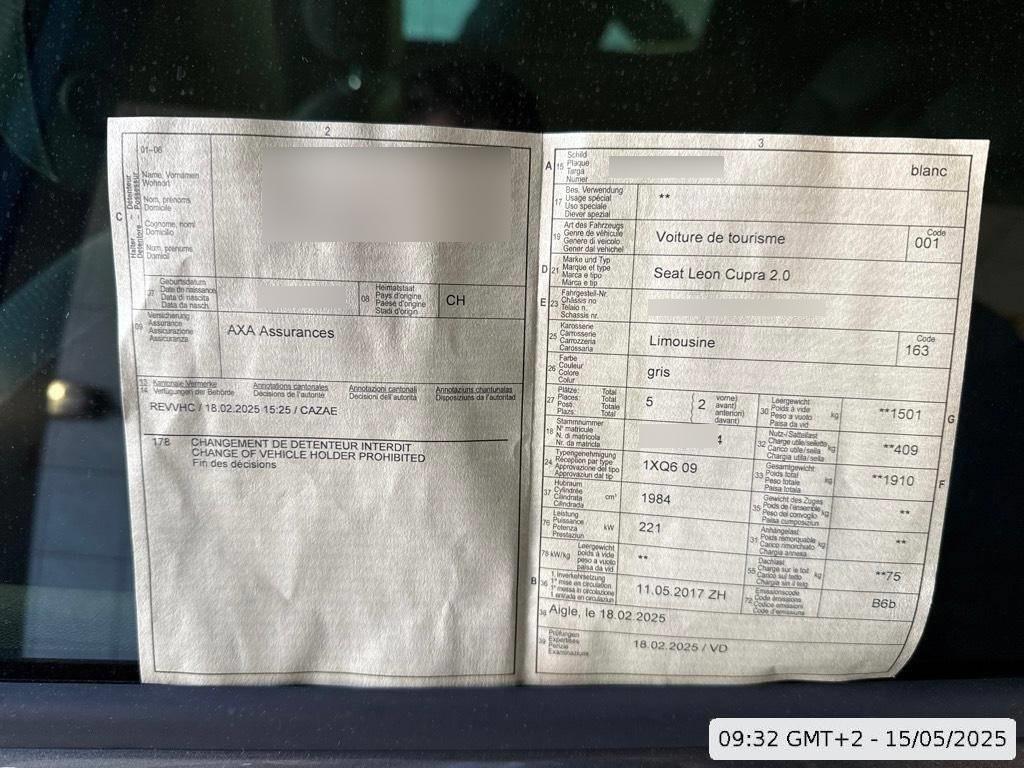 2
01-06
Name, Vornamen
Wohnort
Nom, prénoms
Domicile
Cognome, nomi
Domicilio
Num, prenums
Domicil
C
Halter – Détenteur
Detentore – Possessur
07
Geburtsdatum
Date de naissance
Data di nascita
Data da nasch.
08
Heimatstaat
Pays d'origine
Paese d'origine
Stadi d'origin
CH
09
Versicherung
Assurance
Assicurazione
Assicuranza
AXA Assurances
13
14
Kantonale Vermerke
Verfügungen der Behörde
Annotations cantonales
Décisions de l'autorité
Annotazioni cantonali
Decisioni dell'autorità
Annotaziuns chantunalas
Disposiziuns da l'autoritad
REVVHC / 18.02.2025 15:25 / CAZAE
178 CHANGEMENT DE DETENTEUR INTERDIT
CHANGE OF VEHICLE HOLDER PROHIBITED
Fin des décisions
3
A 15
Schild
Plaque
Targa
Numer
blanc
17
Bes. Verwendung
Usage spécial
Uso speciale
Diever spezial
**
19
Art des Fahrzeugs
Genre de véhicule
Genere di veicolo
Gener dal vehichel
Voiture de tourisme
Code
001
D 21
Marke und Typ
Marque et type
Marca e tipo
Marca e tip
Seat Leon Cupra 2.0
E 23
Fahrgestell-Nr.
Châssis no
Telaio n.
Schassis nr.
25
Karosserie
Carrosserie
Carrozzeria
Carossaria
Limousine
Code
163
26
Farbe
Couleur
Colore
Colur
gris
27
Plätze: Total
Places: Total
Posti: Totale
Plazs: Total
5
2
vorne)
avant)
anteriori)
davant)
30
Leergewicht
Poids à vide
Peso a vuoto
Paisa da vid
kg
**1501
G
18
Stammnummer
N° matricule
N. di matricola
Nr. da matricla
4
32
Nutz-/Sattellast
Charge utile/sellette
Carico utile/sella
Chargia utila/sella
kg
**409
24
Typengenehmigung
Réception par type
Approvazione del tipo
Approvaziun dal tip
1XQ6 09
33
Gesamtgewicht
Poids total
Peso totale
Paisa totala
kg
**1910
F
37
Hubraum
Cylindrée
Cilindrata
Cilindrada
cm³
1984
35
Gewicht des Zuges
Poids de l'ensemble
Peso del convoglio
Paisa cumposiziun
kg
**
76
Leistung
Puissance
Potenza
Prestaziun
kW
221
31
Anhängelast
Poids remorquable
Carico rimorchiato
Chargia annexa
kg
**
78 kW/kg
Leergewicht
poids à vide
peso a vuoto
paisa da vid
**
55
Dachlast
Charge sur le toit
Carico sul tetto
Chargia sin il tetg
kg
**75
B 36
1. Inverkehrsetzung
1re mise en circulation
1a messa in circolazione
1. entrada en circulaziun
11.05.2017 ZH
72
Emissionscode
Code émissions
Codice emissioni
Code d'emissiuns
B6b
38
Aigle, le 18.02.2025
39
Prüfungen
Expertises
Perizie
Examinaziuns
18.02.2025 / VD
09:32 GMT+2 - 15/05/2025